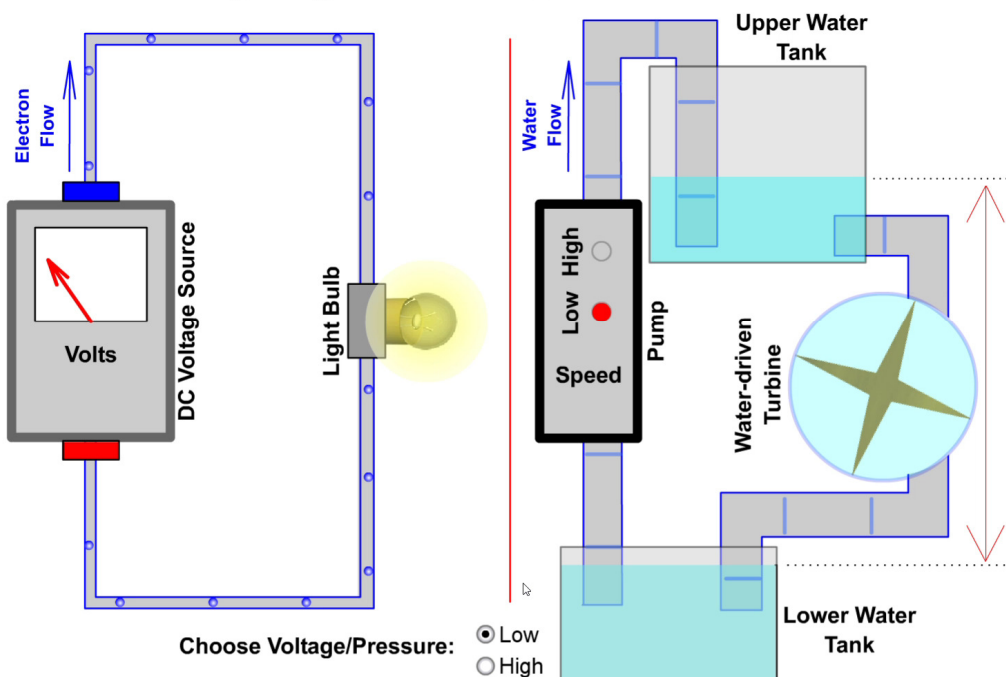 Electron
Flow
DC Voltage Source
Volts
Light Bulb
Choose Voltage/Pressure:
Low
High
Upper Water
Tank
Water
Flow
High
Low
Speed
Pump
Water-driven
Turbine
Lower Water
Tank